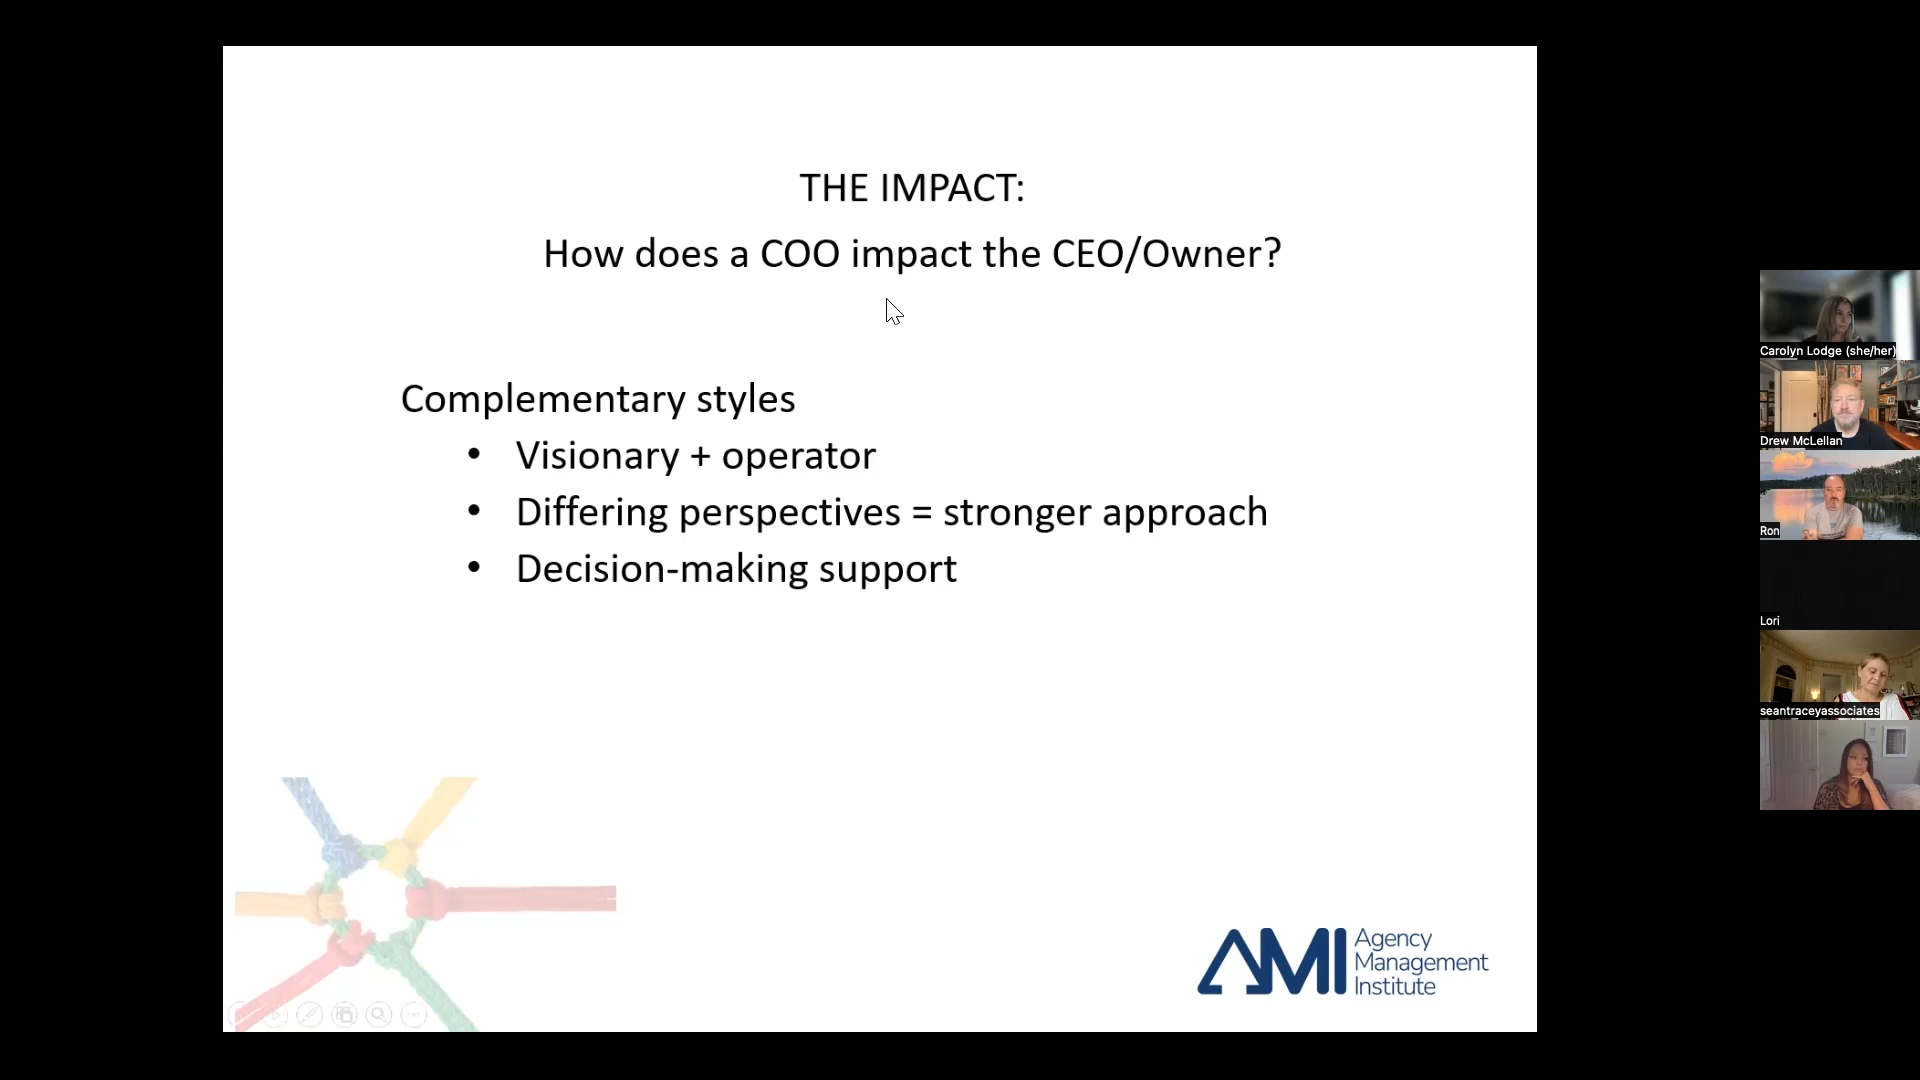 THE IMPACT:
How does a COO impact the CEO/Owner?
Complementary styles
• Visionary + operator
• Differing perspectives = stronger approach
• Decision-making support
AMI Agency
Management
Institute
Carolyn Lodge (she/her)
Drew McLellan
Ron
Lori
seantraceyassociates